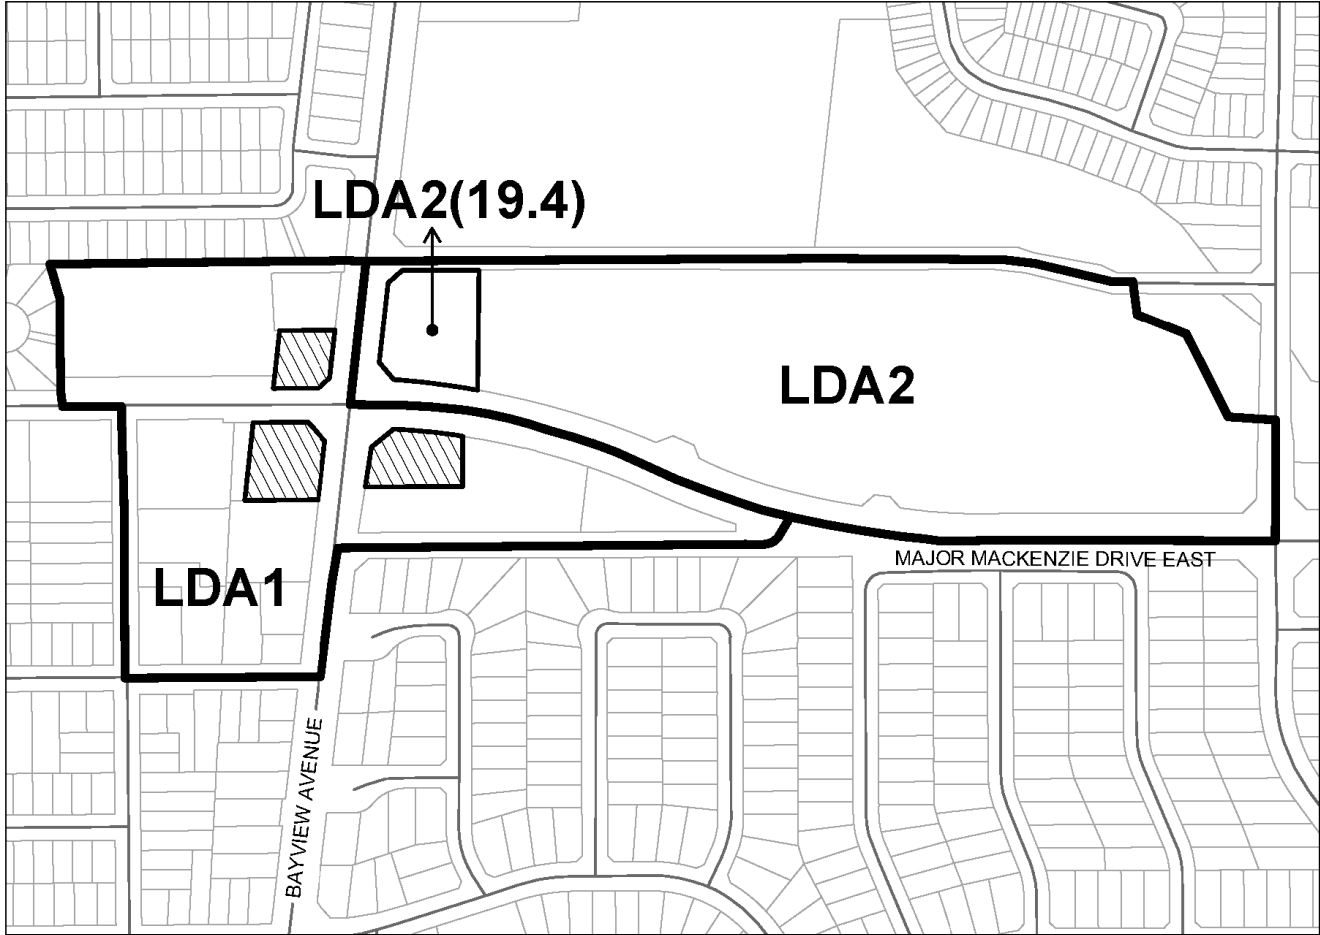 LDA2(19.4)
LDA2
MAJOR MACKENZIE DRIVE EAST
LDA1
BAYVIEW AVENUE